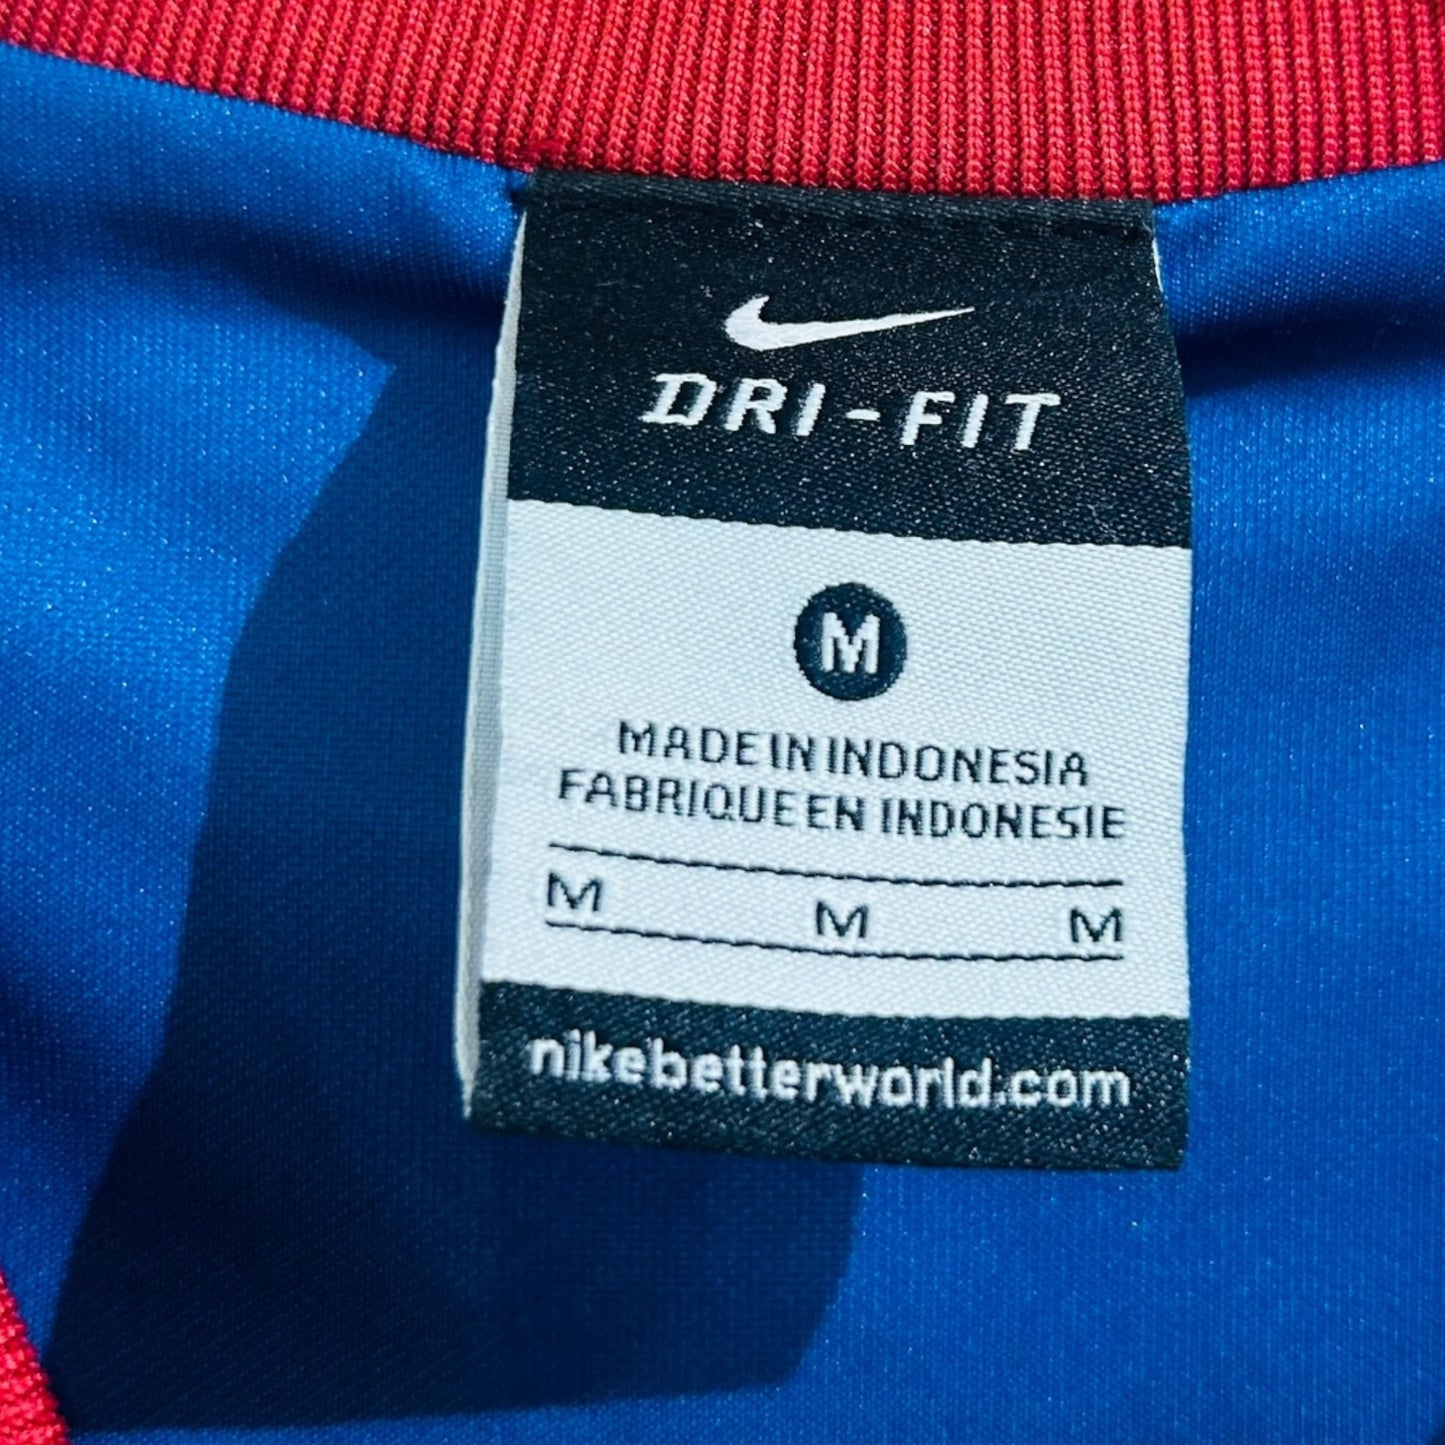 DRI-FIT
M
MADE IN INDONESIA
FABRIQUE EN INDONESIE
M M M
nikebetterworld.com